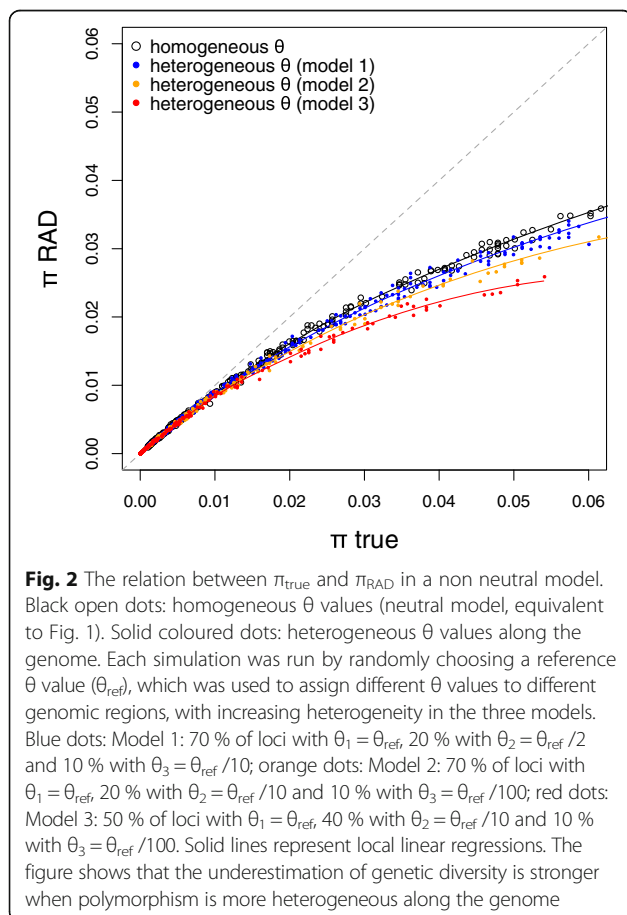 homogeneous θ
heterogeneous θ (model 1)
heterogeneous θ (model 2)
heterogeneous θ (model 3)
0.06
0.05
0.04
0.03
0.02
0.01
0.00
π RAD
0.00 0.01 0.02 0.03 0.04 0.05 0.06
π true
Fig. 2 The relation between πtrue and πRAD in a non neutral model.
Black open dots: homogeneous θ values (neutral model, equivalent
to Fig. 1). Solid coloured dots: heterogeneous θ values along the
genome. Each simulation was run by randomly choosing a reference
θ value (θref), which was used to assign different θ values to different
genomic regions, with increasing heterogeneity in the three models.
Blue dots: Model 1: 70 % of loci with θ1 = θref, 20 % with θ2 = θref /2
and 10 % with θ3 = θref /10; orange dots: Model 2: 70 % of loci with
θ1 = θref, 20 % with θ2 = θref /10 and 10 % with θ3 = θref /100; red dots:
Model 3: 50 % of loci with θ1 = θref, 40 % with θ2 = θref /10 and 10 %
with θ3 = θref /100. Solid lines represent local linear regressions. The
figure shows that the underestimation of genetic diversity is stronger
when polymorphism is more heterogeneous along the genome